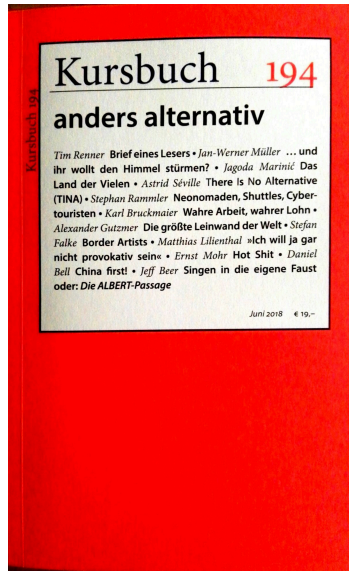 Kursbuch 194
Kursbuch 194
anders alternativ
Tim Renner Brief eines Lesers • Jan-Werner Müller … und
ihr wollt den Himmel stürmen? • Jagoda Marinić Das
Land der Vielen • Astrid Séville There Is No Alternative
(TINA) • Stephan Rammler Neonomaden, Shuttles, Cyber-
touristen • Karl Bruckmaier Wahre Arbeit, wahrer Lohn •
Alexander Gutzmer Die größte Leinwand der Welt • Stefan
Falke Border Artists • Matthias Lilienthal »Ich will ja gar
nicht provokativ sein« • Ernst Mohr Hot Shit • Daniel
Bell China first! • Jeff Beer Singen in die eigene Faust
oder: Die ALBERT-Passage
Juni 2018 € 19,–